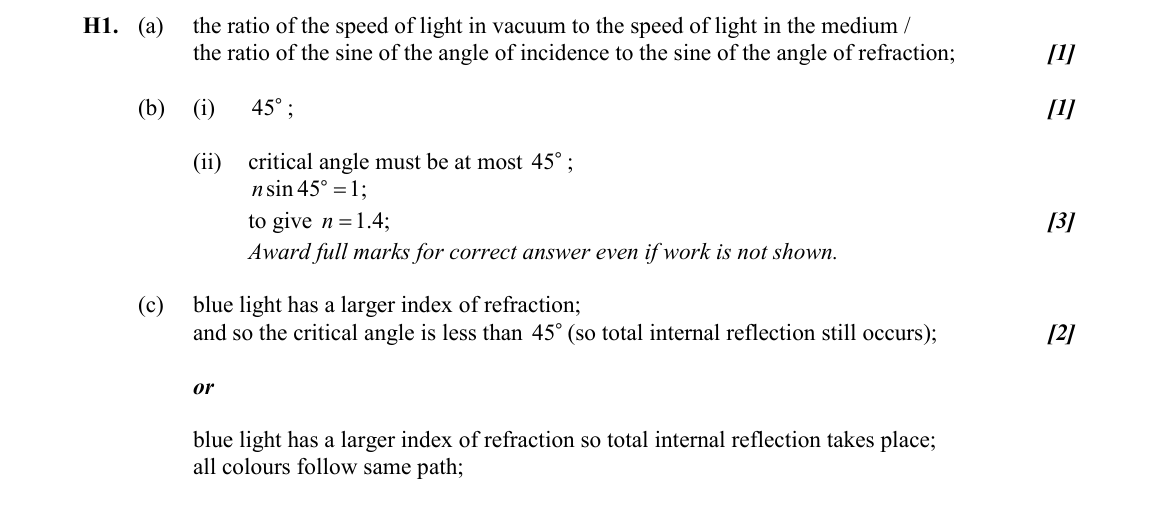 H1. (a) the ratio of the speed of light in vacuum to the speed of light in the medium /
the ratio of the sine of the angle of incidence to the sine of the angle of refraction; [1]
(b) (i) 45° ; [1]
(ii) critical angle must be at most 45° ;
n sin 45° = 1;
to give n = 1.4; [3]
Award full marks for correct answer even if work is not shown.
(c) blue light has a larger index of refraction;
and so the critical angle is less than 45° (so total internal reflection still occurs); [2]
or
blue light has a larger index of refraction so total internal reflection takes place;
all colours follow same path;